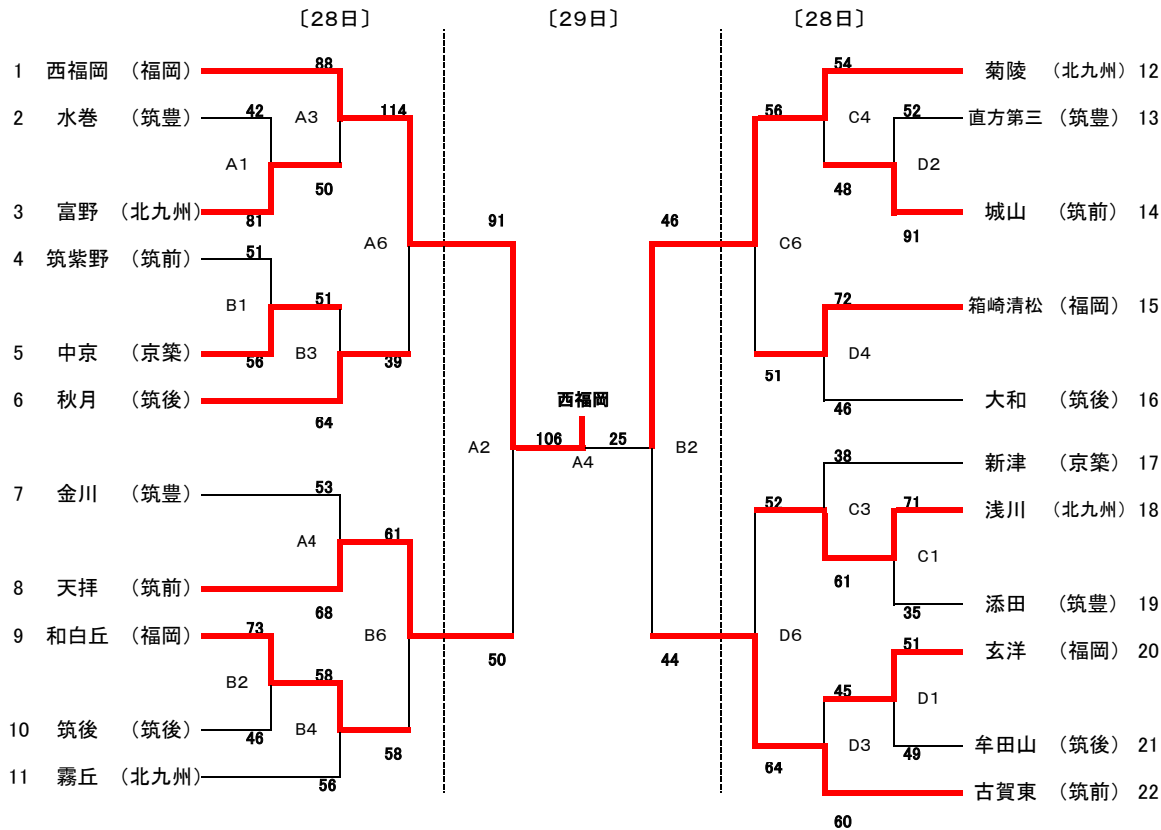 〔28日〕 〔29日〕 〔28日〕
1 西福岡 （福岡） 88 54 菊陵 （北九州） 12
2 水巻 （筑豊） 42 A3 114 56 C4 52 直方第三 （筑豊） 13
A1 50 48 D2
3 富野 （北九州） 81 91 46 91 城山 （筑前） 14
4 筑紫野 （筑前） 51 A6 C6
B1 51 72 箱崎清松 （福岡） 15
5 中京 （京築） 56 B3 39 51 D4
6 秋月 （筑後） 64 西福岡 46 大和 （筑後） 16
A2 106 A4 25 B2
7 金川 （筑豊） 53 38 新津 （京築） 17
A4 61 52 C3 71 浅川 （北九州） 18
8 天拝 （筑前） 68 61 C1
35 添田 （筑豊） 19
9 和白丘 （福岡） 73 B6 50 44 D6 51 玄洋 （福岡） 20
B2 58 45 D1
10 筑後 （筑後） 46 B4 58 64 D3 49 牟田山 （筑後） 21
11 霧丘 （北九州） 56 60 古賀東 （筑前） 22